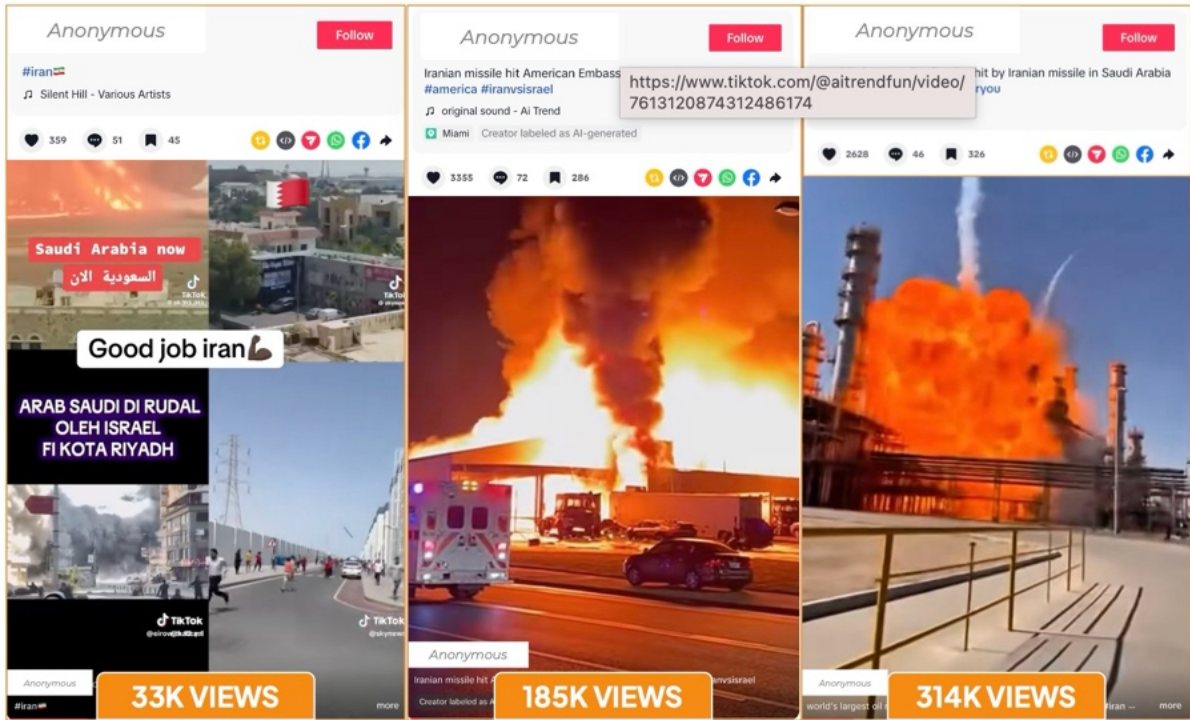 Anonymous
Follow
#iran🇮🇷
♫ Silent Hill - Various Artists
359 51 45
Saudi Arabia now
السعودية الان
TikTok
TikTok
Good job iran💪🏿
ARAB SAUDI DI RUDAL
OLEH ISRAEL
FI KOTA RIYADH
TikTok
TikTok
Anonymous
#iran🇮🇷
more
33K VIEWS
Anonymous
Follow
Iranian missile hit American Embass
#america #iranvsisrael
♫ original sound - Ai Trend
Miami Creator labeled as AI-generated
https://www.tiktok.com/@aitrendfun/video/
7613120874312486174
3355 72 286
Anonymous
Iranian missile hit A
nvsisrael
Creator labeled as A
185K VIEWS
Anonymous
Follow
hit by Iranian missile in Saudi Arabia
ryou
2628 46 326
Anonymous
world's largest oil
#iran
more
314K VIEWS